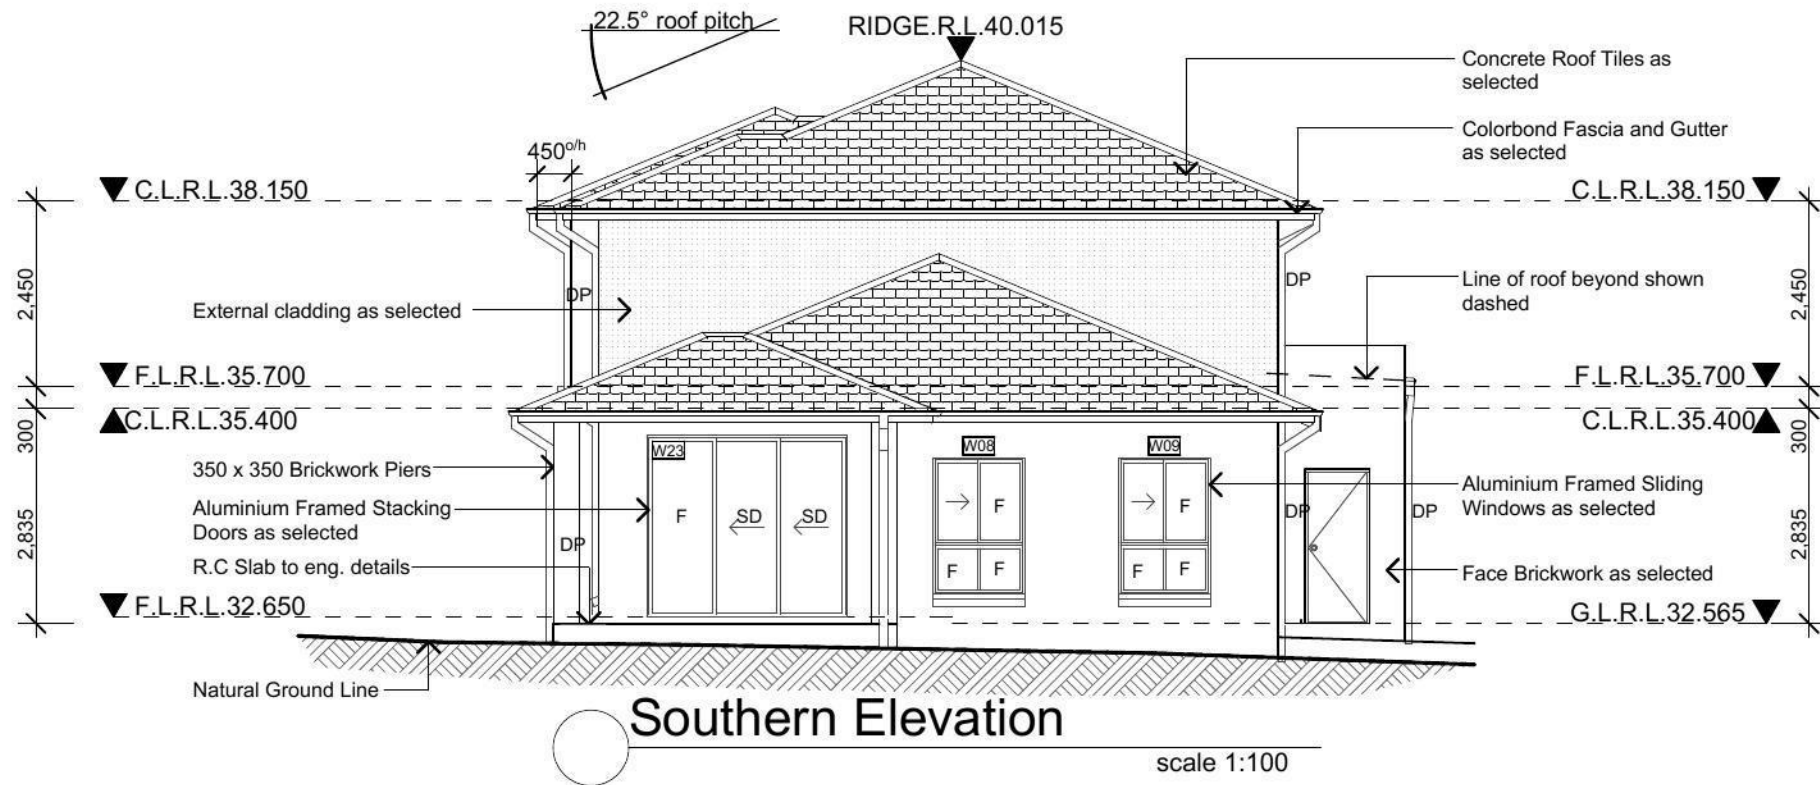 22.5° roof pitch
RIDGE.R.L.40.015
Concrete Roof Tiles as
selected
Colorbond Fascia and Gutter
as selected
450o/h
C.L.R.L.38.150
C.L.R.L.38.150
2,450
External cladding as selected
DP
DP
Line of roof beyond shown
dashed
2,450
F.L.R.L.35.700
F.L.R.L.35.700
C.L.R.L.35.400
C.L.R.L.35.400
300
300
350 x 350 Brickwork Piers
W23
W08
W09
Aluminium Framed Stacking
Doors as selected
F
SD
SD
F
F
Aluminium Framed Sliding
Windows as selected
DP
DP
DP
2,835
2,835
R.C Slab to eng. details
F
F
F
F
Face Brickwork as selected
F.L.R.L.32.650
G.L.R.L.32.565
Natural Ground Line
Southern Elevation
scale 1:100